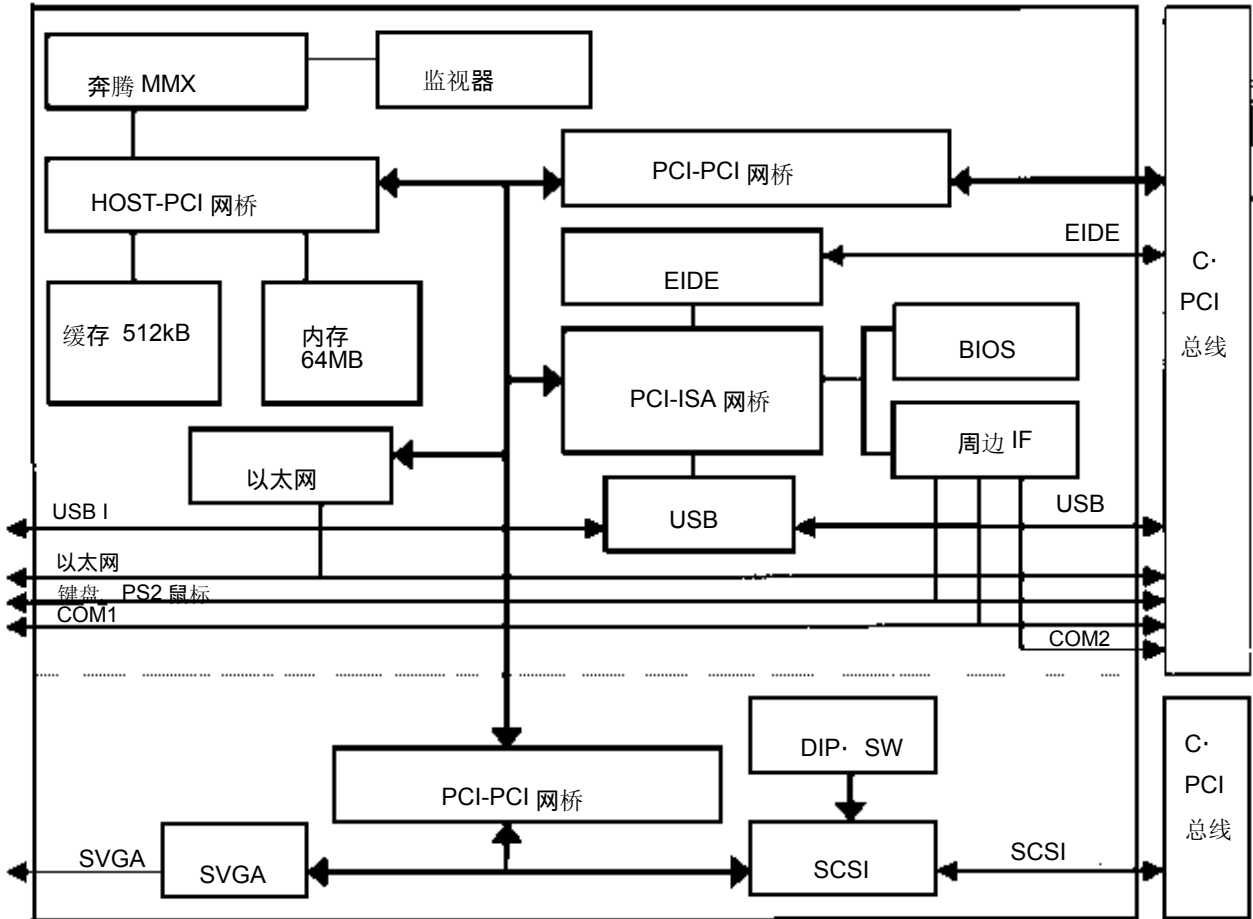 奔腾 MMX
监视器
HOST-PCI 网桥
PCI-PCI 网桥
EIDE
缓存 512kB
内存
64MB
EIDE
BIOS
PCI-ISA 网桥
周边 IF
C·
PCI
总线
以太网
USB I
USB
USB
以太网
键盘 PS2 鼠标
COM1
COM2
DIP· SW
PCI-PCI 网桥
C·
PCI
总线
SVGA
SVGA
SCSI
SCSI